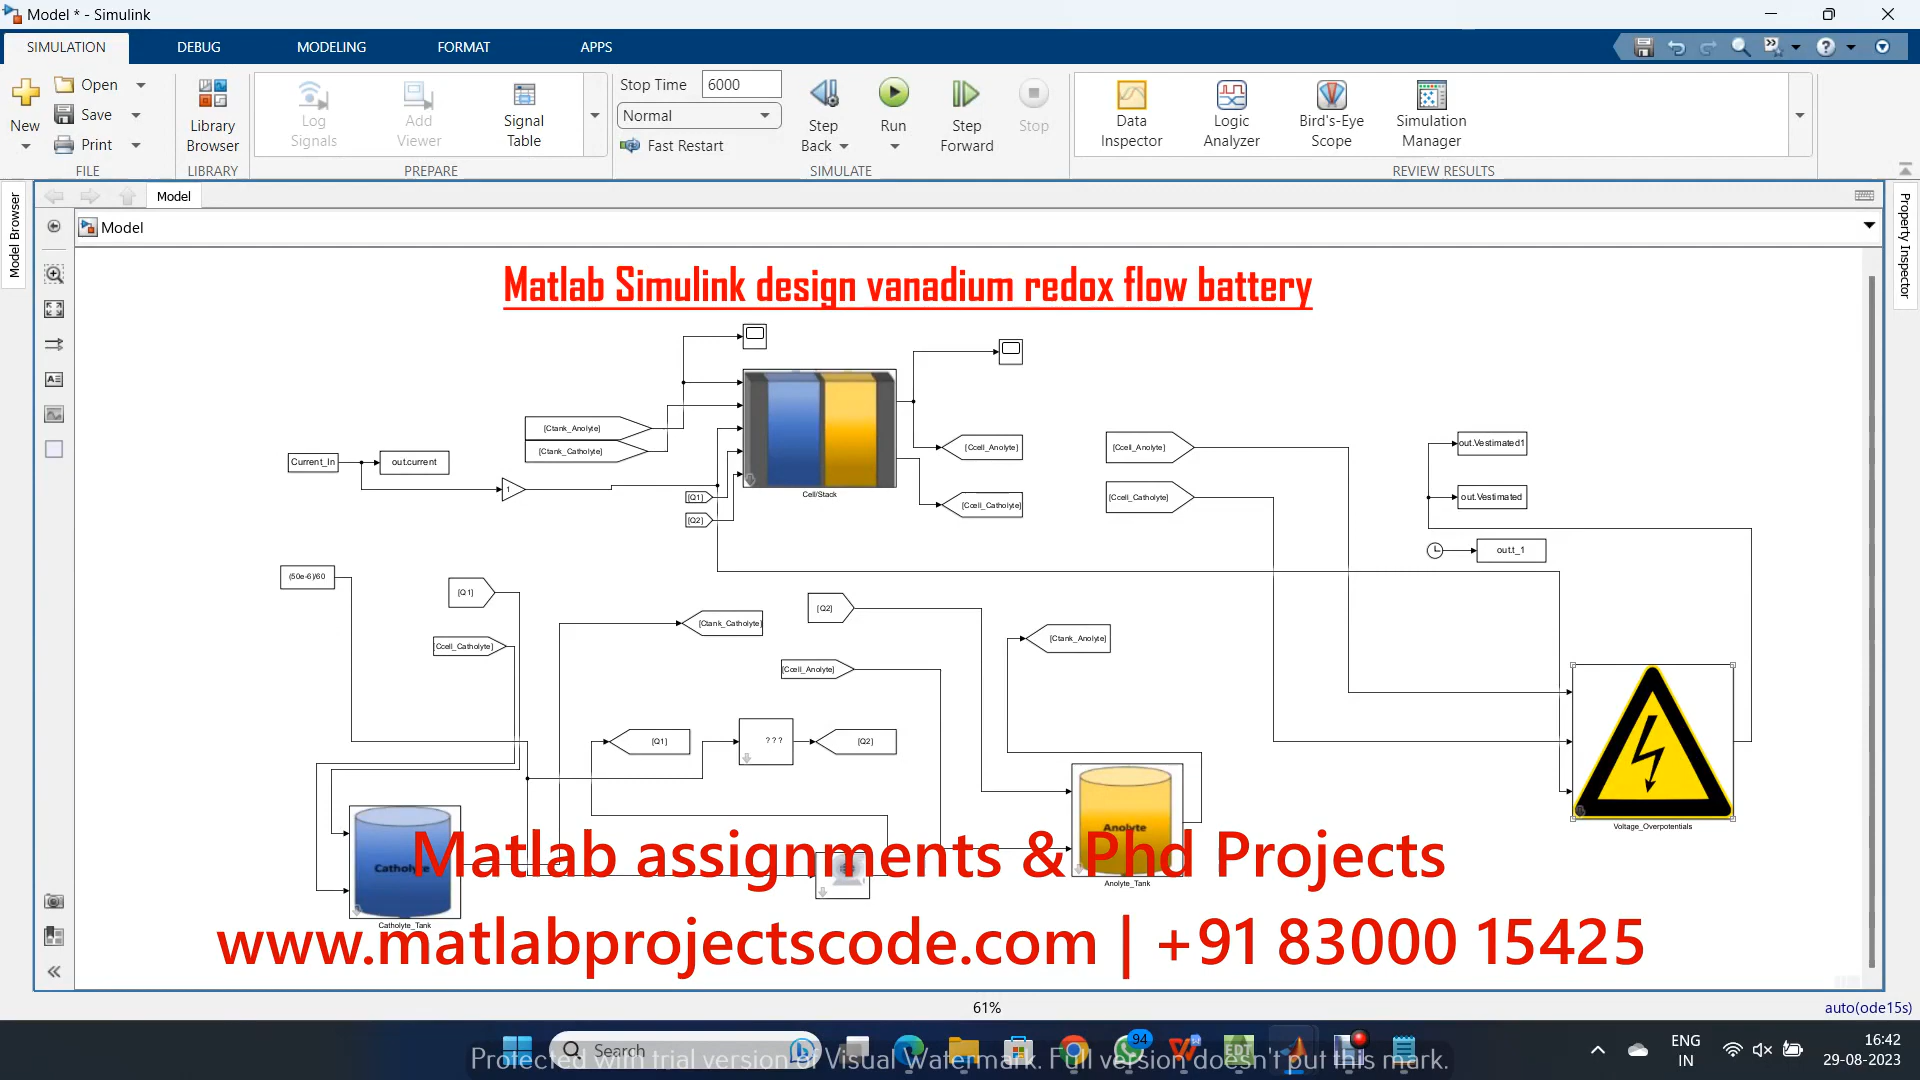 Model * - Simulink
SIMULATION DEBUG MODELING FORMAT APPS
New
Open
Save
Print
FILE
Library Browser
LIBRARY
Log Signals
Add Viewer
Signal Table
PREPARE
Stop Time 6000
Normal
Fast Restart
Step Back
Run
Step Forward
Stop
SIMULATE
Data Inspector
Logic Analyzer
Bird's-Eye Scope
Simulation Manager
REVIEW RESULTS
Model Browser
Model
Model
Property Inspector
Matlab Simulink design vanadium redox flow battery
[Ctank_Anolyte]
[Ctank_Catholyte]
Current_In
out.current
1
[Q1]
[Q2]
Cell/Stack
[Ccell_Anolyte]
[Ccell_Catholyte]
[Ccell_Anolyte]
[Ccell_Catholyte]
out.Vestimated1
out.Vestimated
out.t_1
(50e-6)/60
[Q1]
[Ccell_Catholyte]
[Ctank_Catholyte]
[Q2]
[Ccell_Anolyte]
[Ctank_Anolyte]
[Q1]
???
[Q2]
Catholyte
Catholyte_Tank
Anolyte
Anolyte_Tank
Voltage_Overpotentials
Matlab assignments & Phd Projects
www.matlabprojectscode.com | +91 83000 15425
61%
auto(ode15s)
Search
94
EDT
Protected with trial version of Visual Watermark. Full version doesn't put this mark.
ENG
IN
16:42
29-08-2023